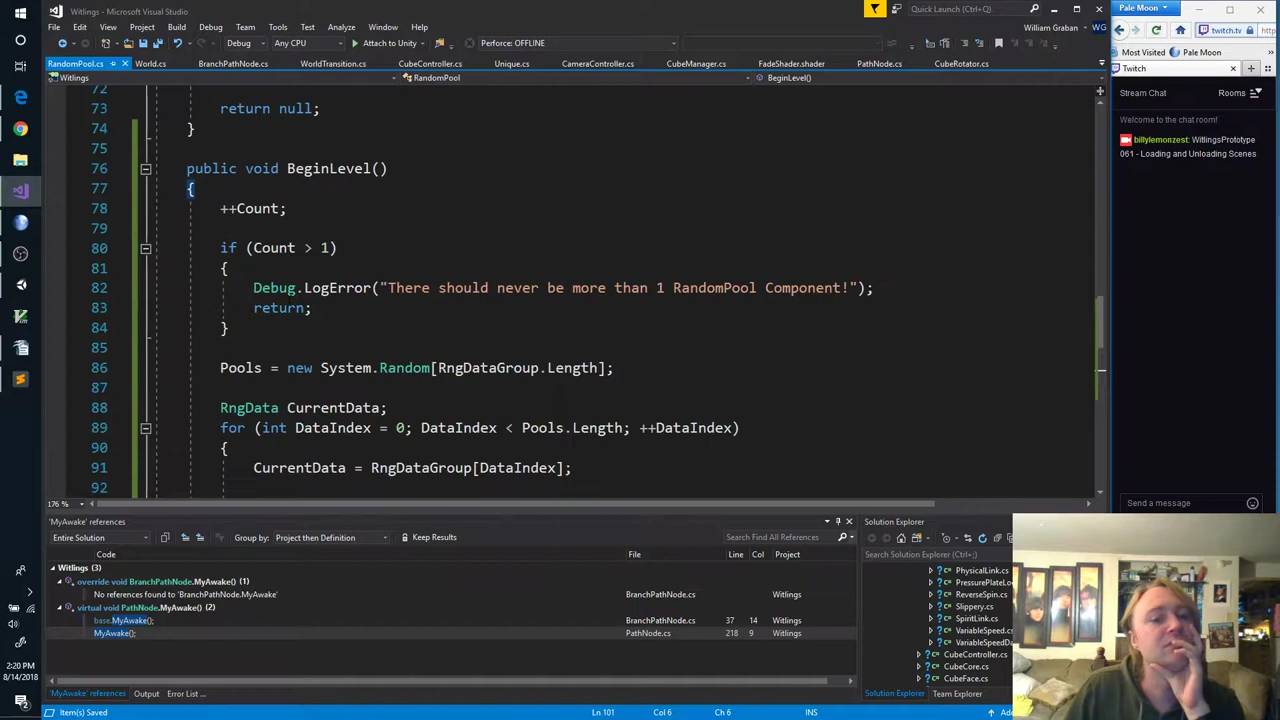 Witlings - Microsoft Visual Studio
Quick Launch (Ctrl+Q)
File Edit View Project Build Debug Team Tools Test Analyze Window Help
William Graban WG
Debug Any CPU Attach to Unity Perforce: OFFLINE
RandomPool.cs World.cs BranchPathNode.cs WorldTransition.cs CubeController.cs Unique.cs CameraController.cs CubeManager.cs FadeShader.shader PathNode.cs CubeRotator.cs
Witlings RandomPool BeginLevel()
72
73 return null;
74 }
75
76 public void BeginLevel()
77 {
78 ++Count;
79
80 if (Count > 1)
81 {
82 Debug.LogError("There should never be more than 1 RandomPool Component!");
83 return;
84 }
85
86 Pools = new System.Random[RngDataGroup.Length];
87
88 RngData CurrentData;
89 for (int DataIndex = 0; DataIndex < Pools.Length; ++DataIndex)
90 {
91 CurrentData = RngDataGroup[DataIndex];
92
176 %
'MyAwake' references
Entire Solution Group by: Project then Definition Keep Results Search Find All References
Code File Line Col Project
Witlings (3)
override void BranchPathNode.MyAwake() (1)
No references found to 'BranchPathNode.MyAwake' BranchPathNode.cs Witlings
virtual void PathNode.MyAwake() (2)
base.MyAwake(); BranchPathNode.cs 37 14 Witlings
MyAwake(); PathNode.cs 218 9 Witlings
'MyAwake' references Output Error List ...
Item(s) Saved Ln 101 Col 6 Ch 6 INS
Solution Explorer
Search Solution Explorer (Ctrl+;)
PhysicalLink.cs
ReverseSpin.cs
Slippery.cs
SpiritLink.cs
VariableSpeed.c
CubeController.cs
CubeCore.cs
CubeFace.cs
Solution Explorer Team Explorer
2:20 PM
8/14/2018
2
Pale Moon
twitch.tv
Most Visited Pale Moon
Twitch
Stream Chat Rooms
Welcome to the chat room!
billylemonzest: WitlingsPrototype
061 - Loading and Unloading Scenes
Send a message